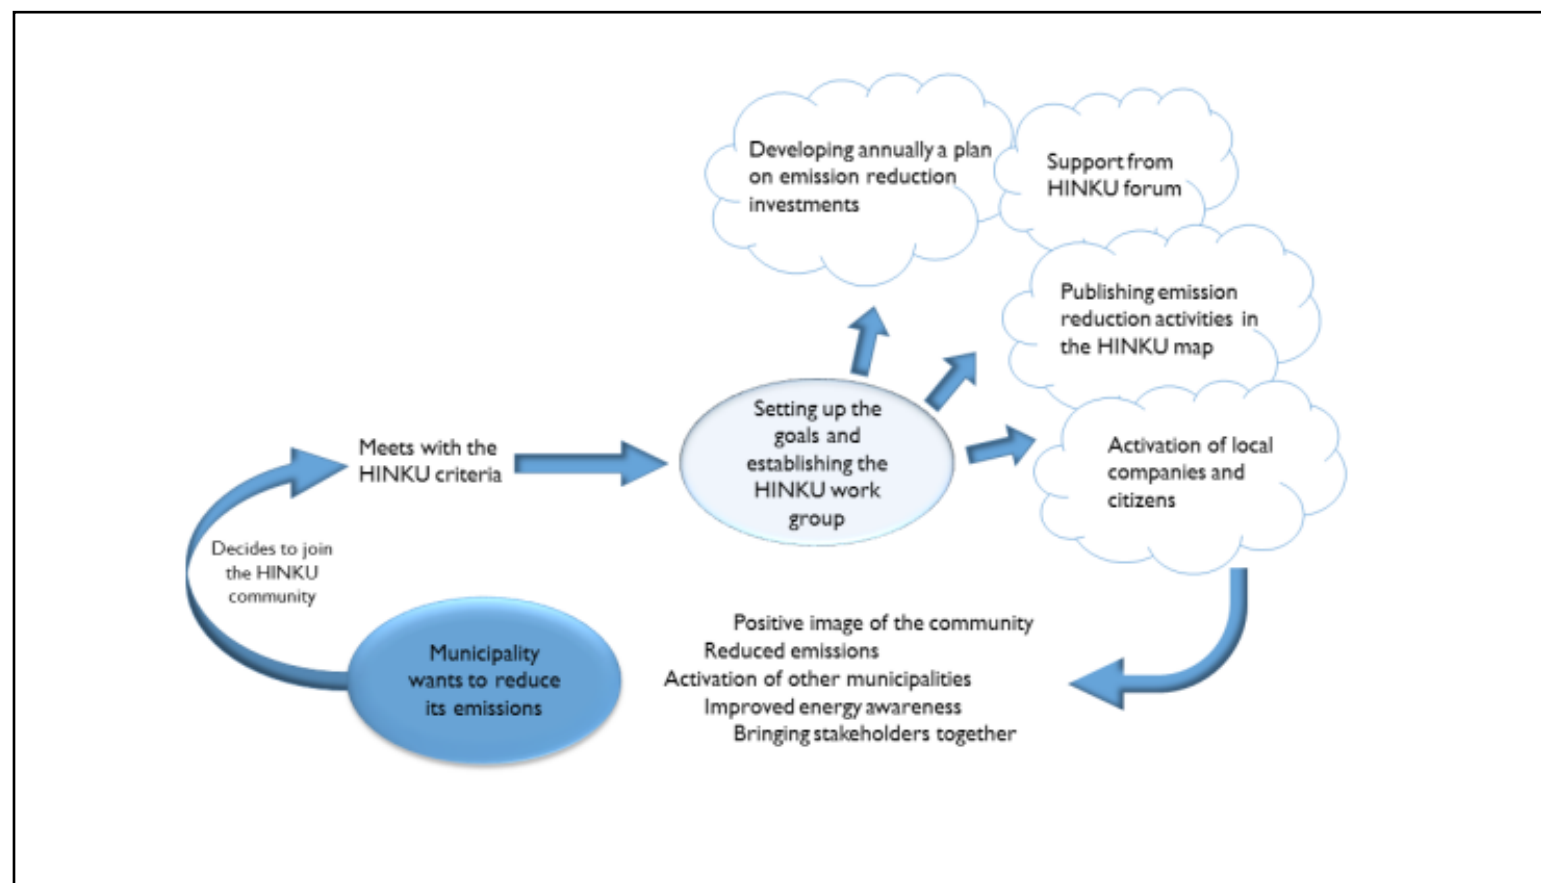 Developing annually a plan
on emission reduction
investments
Support from
HINKU forum
Publishing emission
reduction activities in
the HINKU map
Activation of local
companies and
citizens
Setting up the
goals and
establishing the
HINKU work
group
Meets with the
HINKU criteria
Decides to join
the HINKU
community
Municipality
wants to reduce
its emissions
Positive image of the community
Reduced emissions
Activation of other municipalities
Improved energy awareness
Bringing stakeholders together